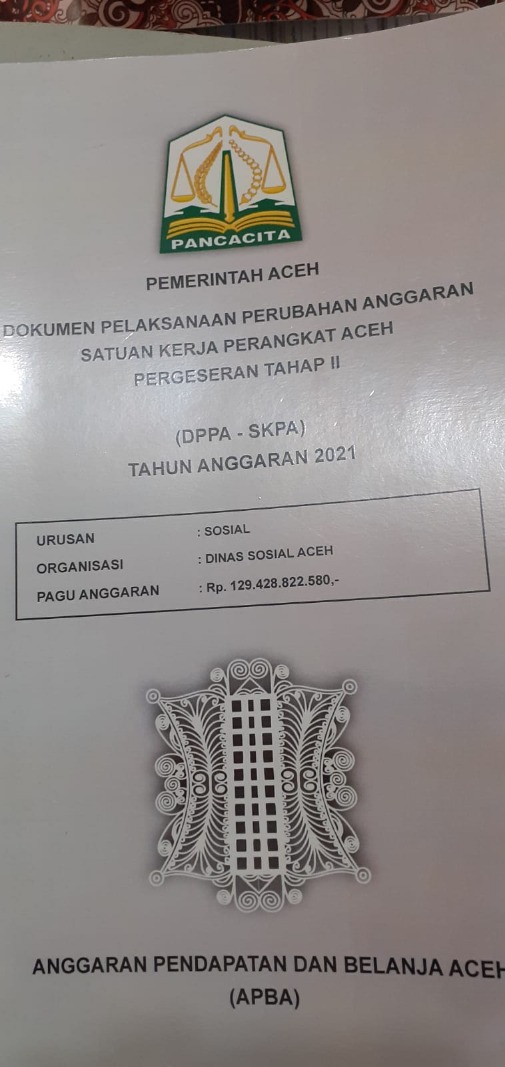 PANCACITA
PEMERINTAH ACEH
DOKUMEN PELAKSANAAN PERUBAHAN ANGGARAN
SATUAN KERJA PERANGKAT ACEH
PERGESERAN TAHAP II
(DPPA - SKPA)
TAHUN ANGGARAN 2021
URUSAN : SOSIAL
ORGANISASI : DINAS SOSIAL ACEH
PAGU ANGGARAN : Rp. 129.428.822.580,-
ANGGARAN PENDAPATAN DAN BELANJA ACEH
(APBA)